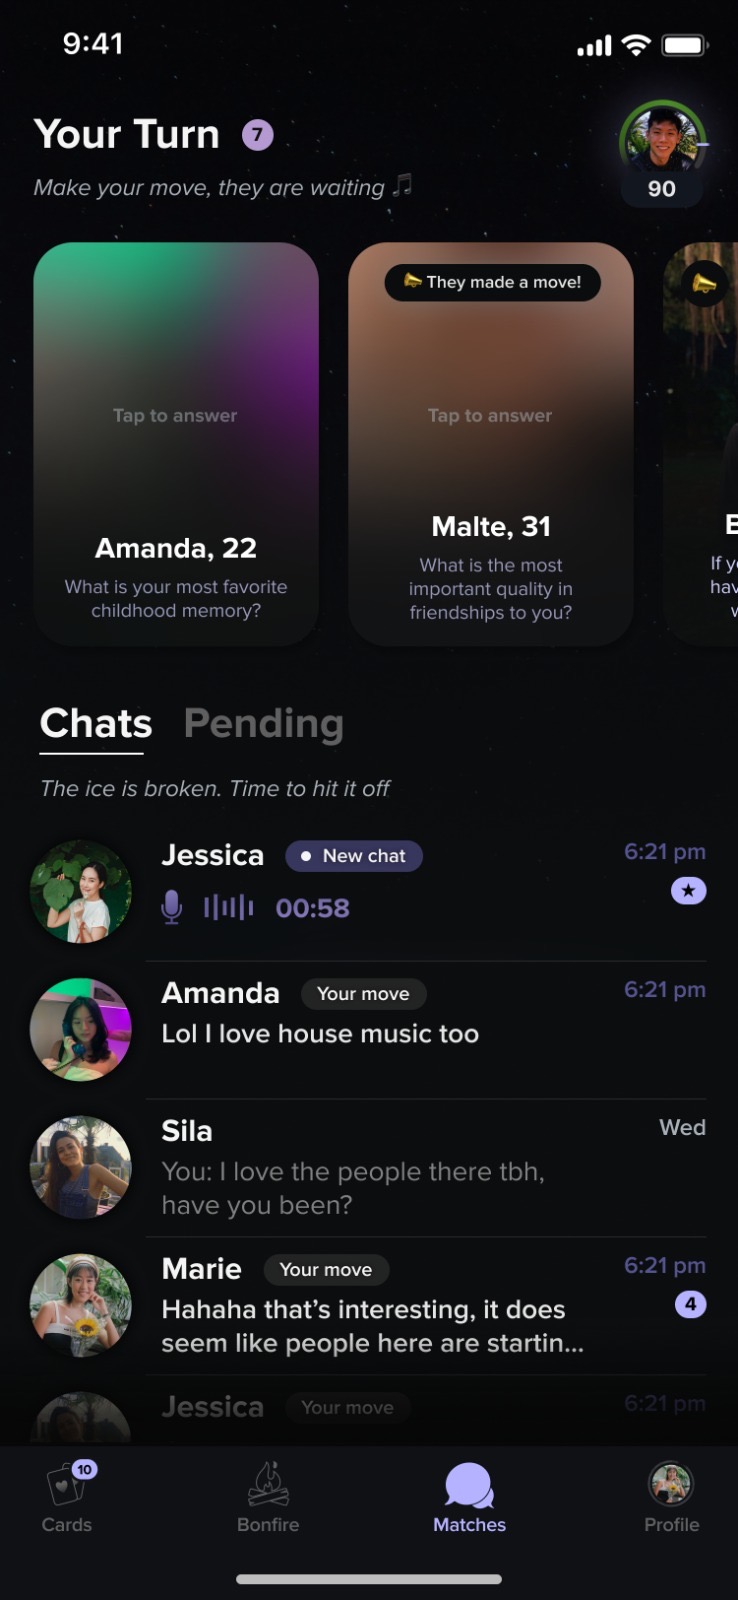 9:41
Your Turn 7
Make your move, they are waiting 🎵
90
They made a move!
Tap to answer
Tap to answer
Amanda, 22
What is your most favorite
childhood memory?
Malte, 31
What is the most
important quality in
friendships to you?
E
If y
hav
w
Chats Pending
The ice is broken. Time to hit it off
Jessica New chat 6:21 pm
00:58
Amanda Your move 6:21 pm
Lol I love house music too
Sila Wed
You: I love the people there tbh,
have you been?
Marie Your move 6:21 pm
Hahaha that’s interesting, it does 4
seem like people here are startin...
Jessica Your move 6:21 pm
10
Cards Bonfire Matches Profile